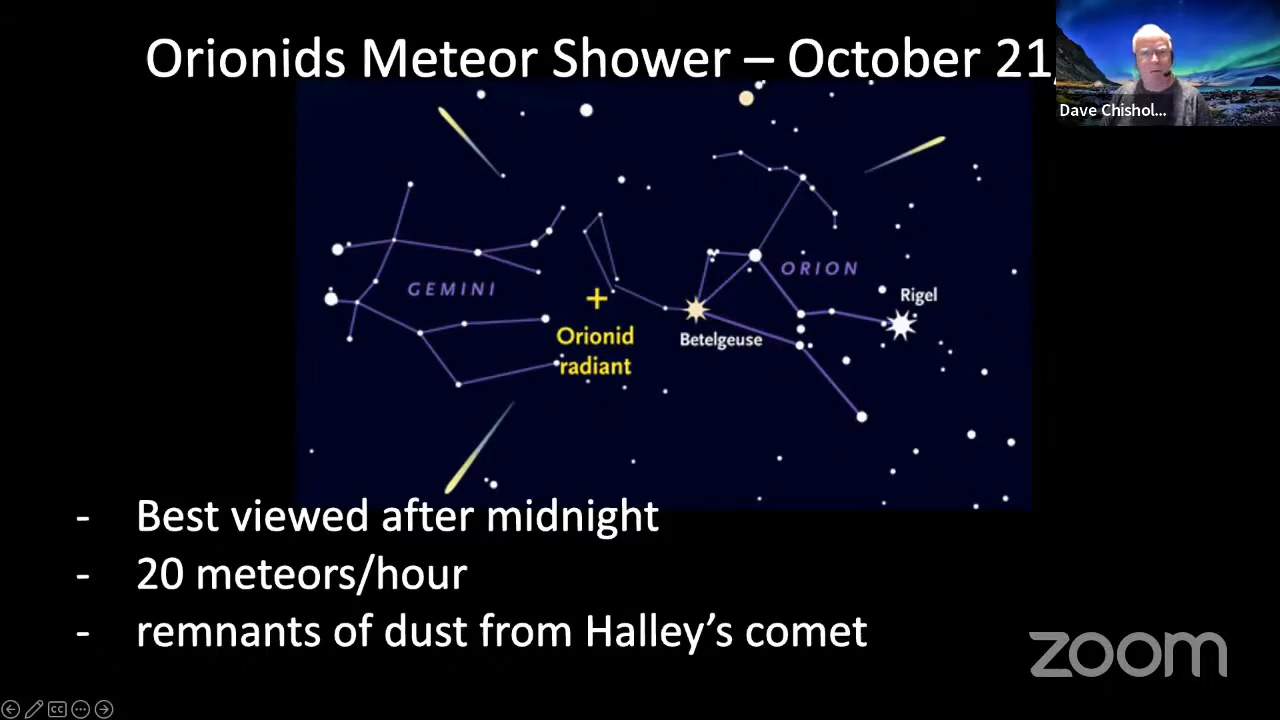 Orionids Meteor Shower – October 21,
Dave Chishol...
GEMINI
ORION
Rigel
Orionid
radiant
Betelgeuse
- Best viewed after midnight
- 20 meteors/hour
- remnants of dust from Halley’s comet
zoom
CC